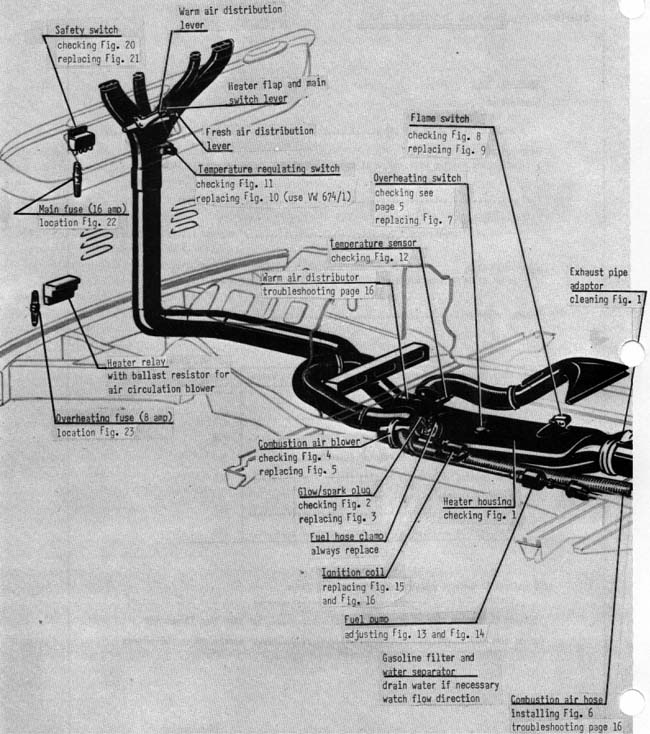 Warm air distribution
lever
Safety switch
checking Fig. 20
replacing Fig. 21
Heater flap and main
switch lever
Fresh air distribution
lever
Flame switch
checking Fig. 8
replacing Fig. 9
Temperature regulating switch
checking Fig. 11
replacing Fig. 10 (use VW 674/1)
Overheating switch
checking see
page 5
replacing Fig. 7
Main fuse (16 amp)
location Fig. 22
Temperature sensor
checking Fig. 12
Warm air distributor
troubleshooting page 16
Exhaust pipe
adaptor
cleaning Fig. 1
Heater relay
with ballast resistor for
air circulation blower
Overheating fuse (8 amp)
location Fig. 23
Combustion air blower
checking Fig. 4
replacing Fig. 5
Glow/spark plug
checking Fig. 2
replacing Fig. 3
Heater housing
checking Fig. 1
Fuel hose clamp
always replace
Ignition coil
replacing Fig. 15
and Fig. 16
Fuel pump
adjusting Fig. 13 and Fig. 14
Gasoline filter and
water separator
drain water if necessary
watch flow direction
Combustion air hose
installing Fig. 6
troubleshooting page 16